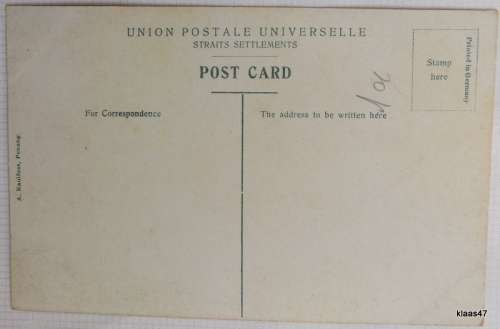 UNION POSTALE UNIVERSELLE
STRAITS SETTLEMENTS
POST CARD
Stamp
here
Printed in Germany
For Correspondence
The address to be written here
A. Kaulfuss, Penang
klaas47